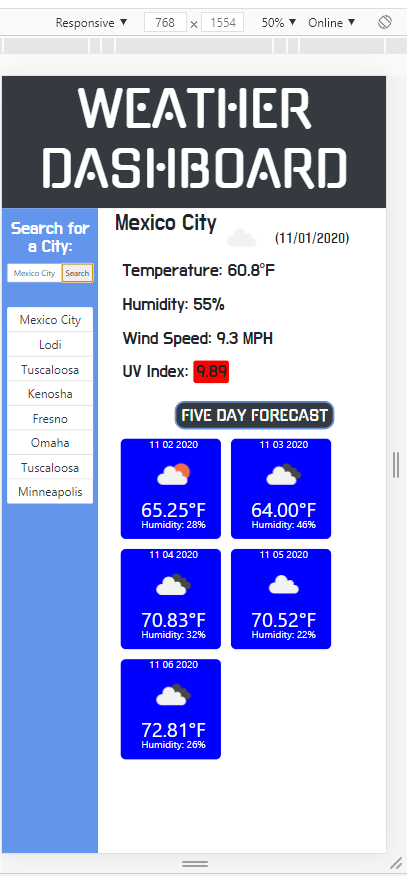 Responsive ▼ 768 × 1554 50% ▼ Online ▼
WEATHER
DASHBOARD
Search for
a City:
Mexico City Search
Mexico City
Lodi
Tuscaloosa
Kenosha
Fresno
Omaha
Tuscaloosa
Minneapolis
Mexico City (11/01/2020)
Temperature: 60.8°F
Humidity: 55%
Wind Speed: 9.3 MPH
UV Index: 9.89
FIVE DAY FORECAST
11 02 2020
65.25°F
Humidity: 28%
11 03 2020
64.00°F
Humidity: 46%
11 04 2020
70.83°F
Humidity: 32%
11 05 2020
70.52°F
Humidity: 22%
11 06 2020
72.81°F
Humidity: 26%